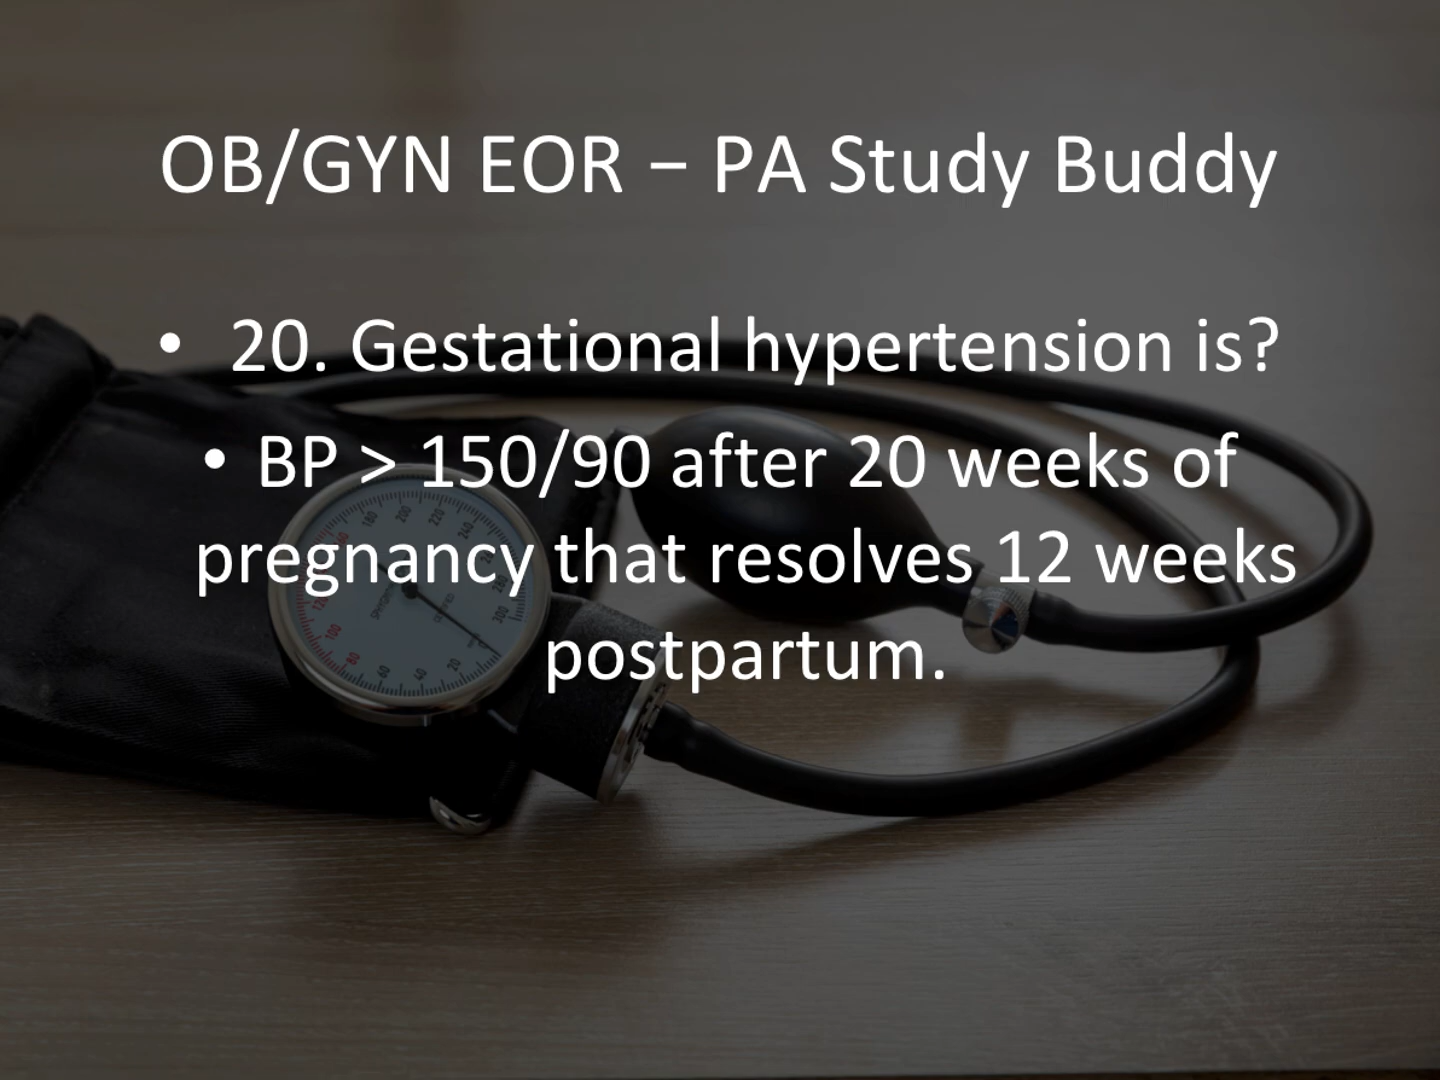 OB/GYN EOR – PA Study Buddy
• 20. Gestational hypertension is?
• BP > 150/90 after 20 weeks of
pregnancy that resolves 12 weeks
postpartum.